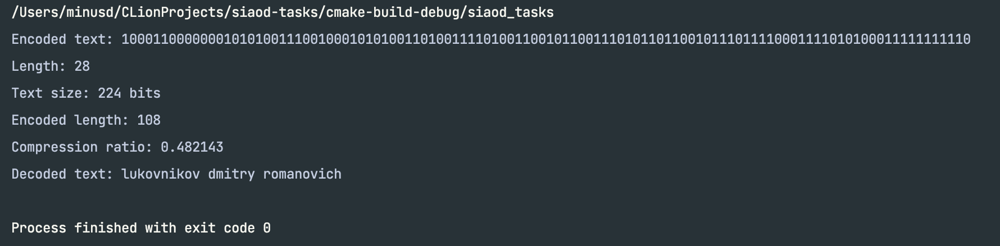 /Users/minusd/CLionProjects/siaod-tasks/cmake-build-debug/siaod_tasks
Encoded text: 100011000000010101001110010001010100110100111101001100101100111010110110010111011110001111010100011111111110
Length: 28
Text size: 224 bits
Encoded length: 108
Compression ratio: 0.482143
Decoded text: lukovnikov dmitry romanovich
Process finished with exit code 0